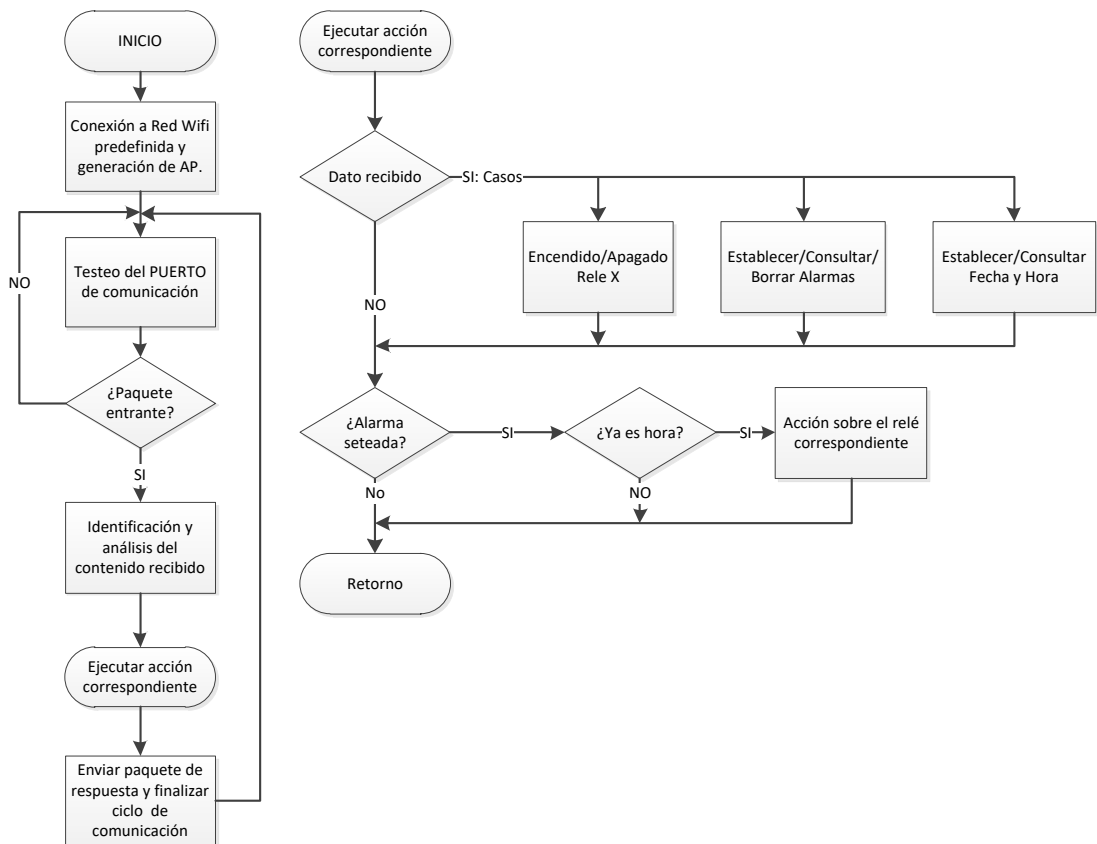 INICIO
Conexión a Red Wifi
predefinida y
generación de AP.
NO
Testeo del PUERTO
de comunicación
¿Paquete
entrante?
SI
Identificación y
análisis del
contenido recibido
Ejecutar acción
correspondiente
Enviar paquete de
respuesta y finalizar
ciclo de
comunicación
Ejecutar acción
correspondiente
Dato recibido
SI: Casos
Encendido/Apagado
Rele X
Establecer/Consultar/
Borrar Alarmas
Establecer/Consultar
Fecha y Hora
NO
¿Alarma
seteada?
SI
¿Ya es hora?
SI
Acción sobre el relé
correspondiente
No
NO
Retorno